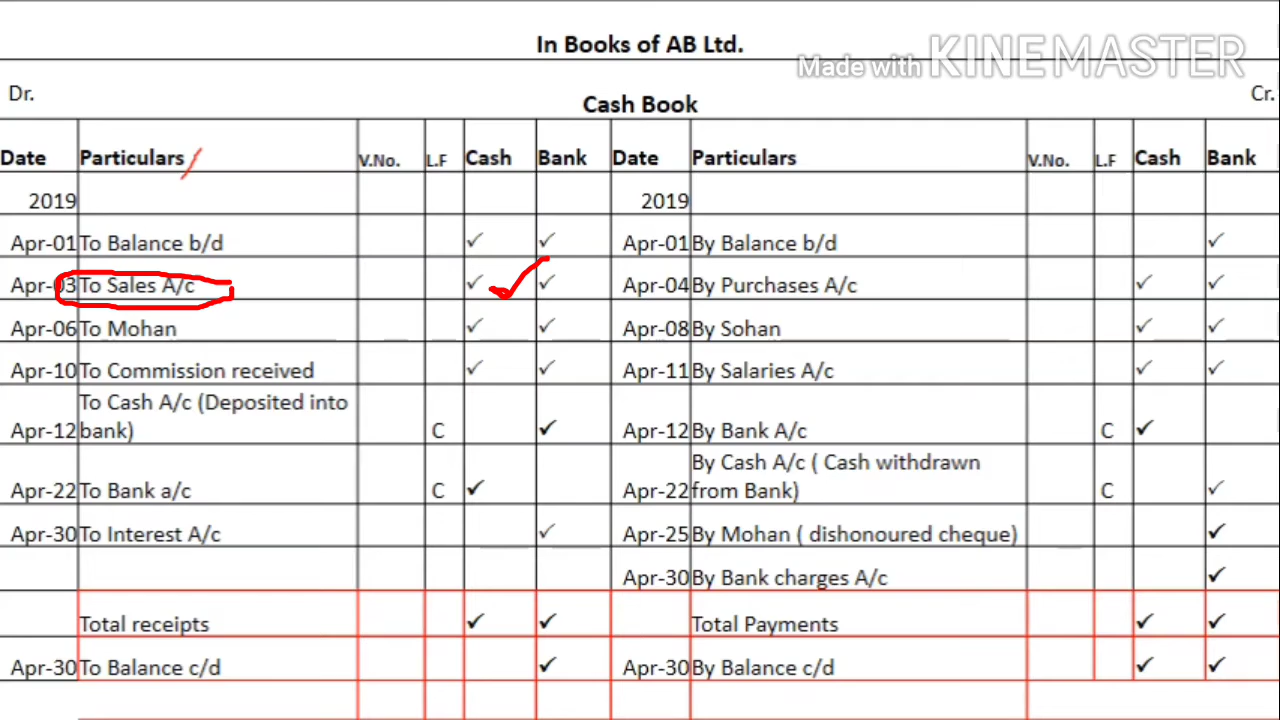 In Books of AB Ltd.
Made with KINEMASTER
Dr. Cash Book Cr.
Date Particulars V.No. L.F Cash Bank Date Particulars V.No. L.F Cash Bank
2019 2019
Apr-01 To Balance b/d ✓ ✓ Apr-01 By Balance b/d ✓
Apr-03 To Sales A/c ✓ ✓ Apr-04 By Purchases A/c ✓ ✓
Apr-06 To Mohan ✓ ✓ Apr-08 By Sohan ✓ ✓
Apr-10 To Commission received ✓ ✓ Apr-11 By Salaries A/c ✓ ✓
To Cash A/c (Deposited into
Apr-12 bank) C ✓ Apr-12 By Bank A/c C ✓
By Cash A/c ( Cash withdrawn
Apr-22 To Bank a/c C ✓ Apr-22 from Bank) C ✓
Apr-30 To Interest A/c ✓ Apr-25 By Mohan ( dishonoured cheque) ✓
Apr-30 By Bank charges A/c ✓
Total receipts ✓ ✓ Total Payments ✓ ✓
Apr-30 To Balance c/d ✓ Apr-30 By Balance c/d ✓ ✓